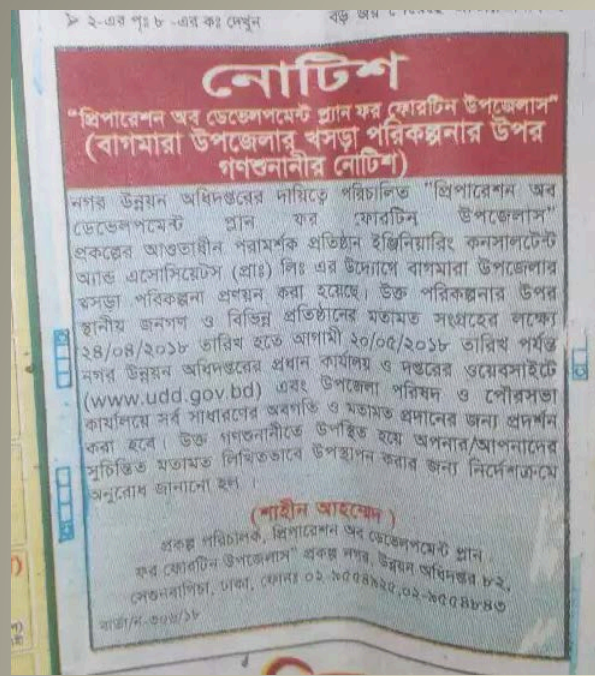 ২-এর পৃঃ ৮ -এর কঃ দেখুন
নোটিশ
"প্রিপারেশন অব ডেভেলপমেন্ট প্লান ফর ফোরটিন উপজেলাস"
(বাগমারা উপজেলার খসড়া পরিকল্পনার উপর
গণশুনানীর নোটিশ)
নগর উন্নয়ন অধিদপ্তরের দায়িত্বে পরিচালিত "প্রিপারেশন অব
ডেভেলপমেন্ট প্লান ফর ফোরটিন উপজেলাস"
প্রকল্পের আওতাধীন পরামর্শক প্রতিষ্ঠান ইঞ্জিনিয়ারিং কনসালটেন্ট
অ্যান্ড এসোসিয়েটস (প্রাঃ) লিঃ এর উদ্যোগে বাগমারা উপজেলার
খসড়া পরিকল্পনা প্রণয়ন করা হয়েছে। উক্ত পরিকল্পনার উপর
স্থানীয় জনগণ ও বিভিন্ন প্রতিষ্ঠানের মতামত সংগ্রহের লক্ষ্যে
২৪/০৪/২০১৮ তারিখ হতে আগামী ২০/০৫/২০১৮ তারিখ পর্যন্ত
নগর উন্নয়ন অধিদপ্তরের প্রধান কার্যালয় ও দপ্তরের ওয়েবসাইটে
(www.udd.gov.bd) এবং উপজেলা পরিষদ ও পৌরসভা
কার্যালয়ে সর্ব সাধারণের অবগতি ও মতামত প্রদানের জন্য প্রদর্শন
করা হবে। উক্ত গণশুনানীতে উপস্থিত হয়ে আপনার/আপনাদের
সুচিন্তিত মতামত লিখিতভাবে উপস্থাপন করার জন্য নির্দেশক্রমে
অনুরোধ জানানো হল ।
(শাহীন আহম্মেদ )
প্রকল্প পরিচালক, প্রিপারেশন অব ডেভেলপমেন্ট প্লান
ফর ফোরটিন উপজেলাস" প্রকল্প নগর, উন্নয়ন অধিদপ্তর ৮২,
সেগুনবাগিচা, ঢাকা, ফোনঃ ০২